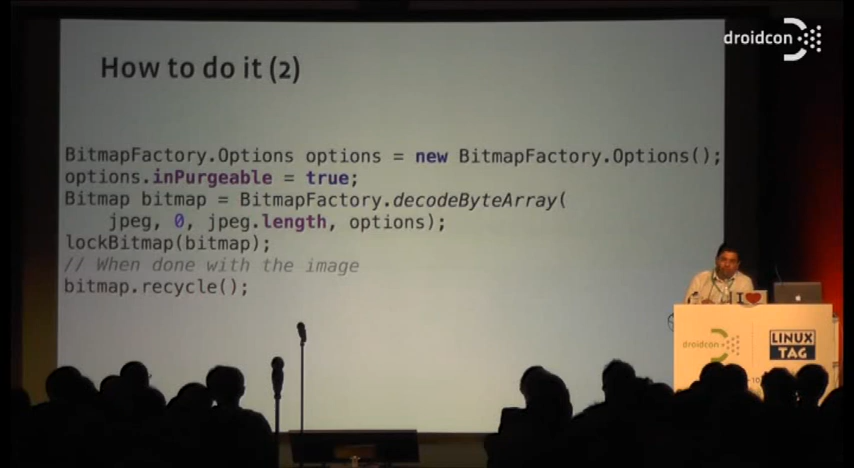 droidcon
How to do it (2)
BitmapFactory.Options options = new BitmapFactory.Options();
options.inPurgeable = true;
Bitmap bitmap = BitmapFactory.decodeByteArray(
jpeg, 0, jpeg.length, options);
lockBitmap(bitmap);
// When done with the image
bitmap.recycle();
I
droidcon
LINUX
TAG